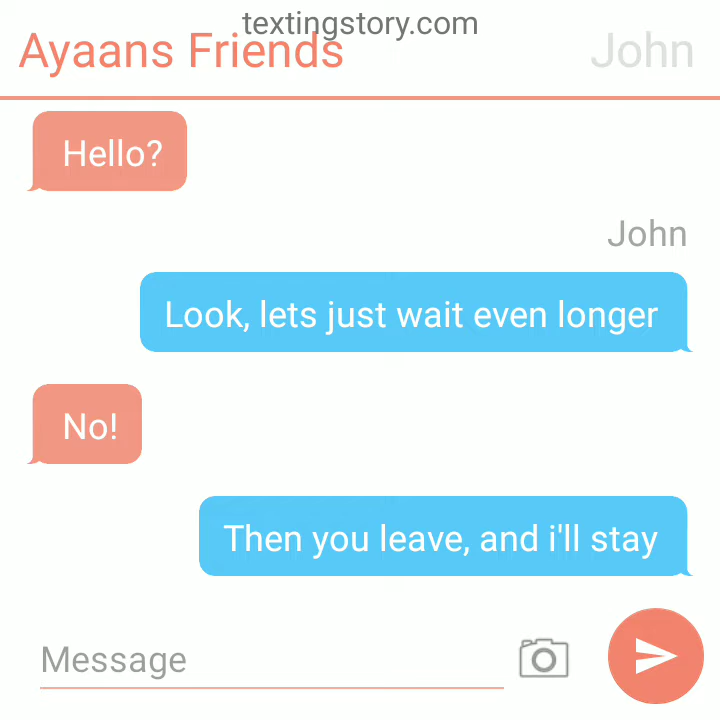 textingstory.com
Ayaans Friends
John
Hello?
John
Look, lets just wait even longer
No!
Then you leave, and i'll stay
Message